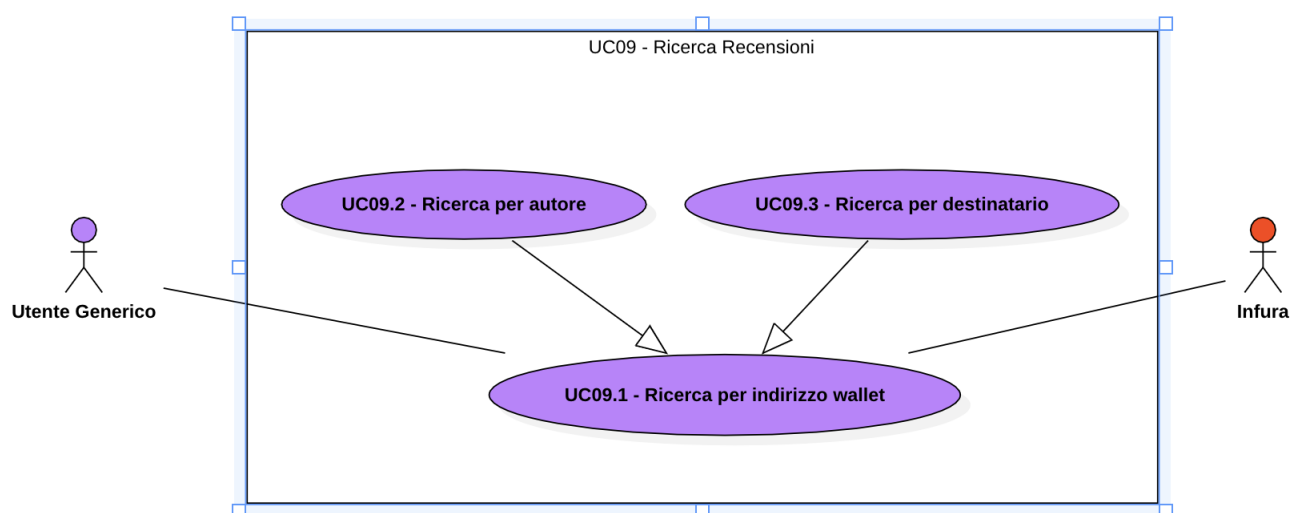 UC09 - Ricerca Recensioni
UC09.2 - Ricerca per autore
UC09.3 - Ricerca per destinatario
Utente Generico
Infura
UC09.1 - Ricerca per indirizzo wallet